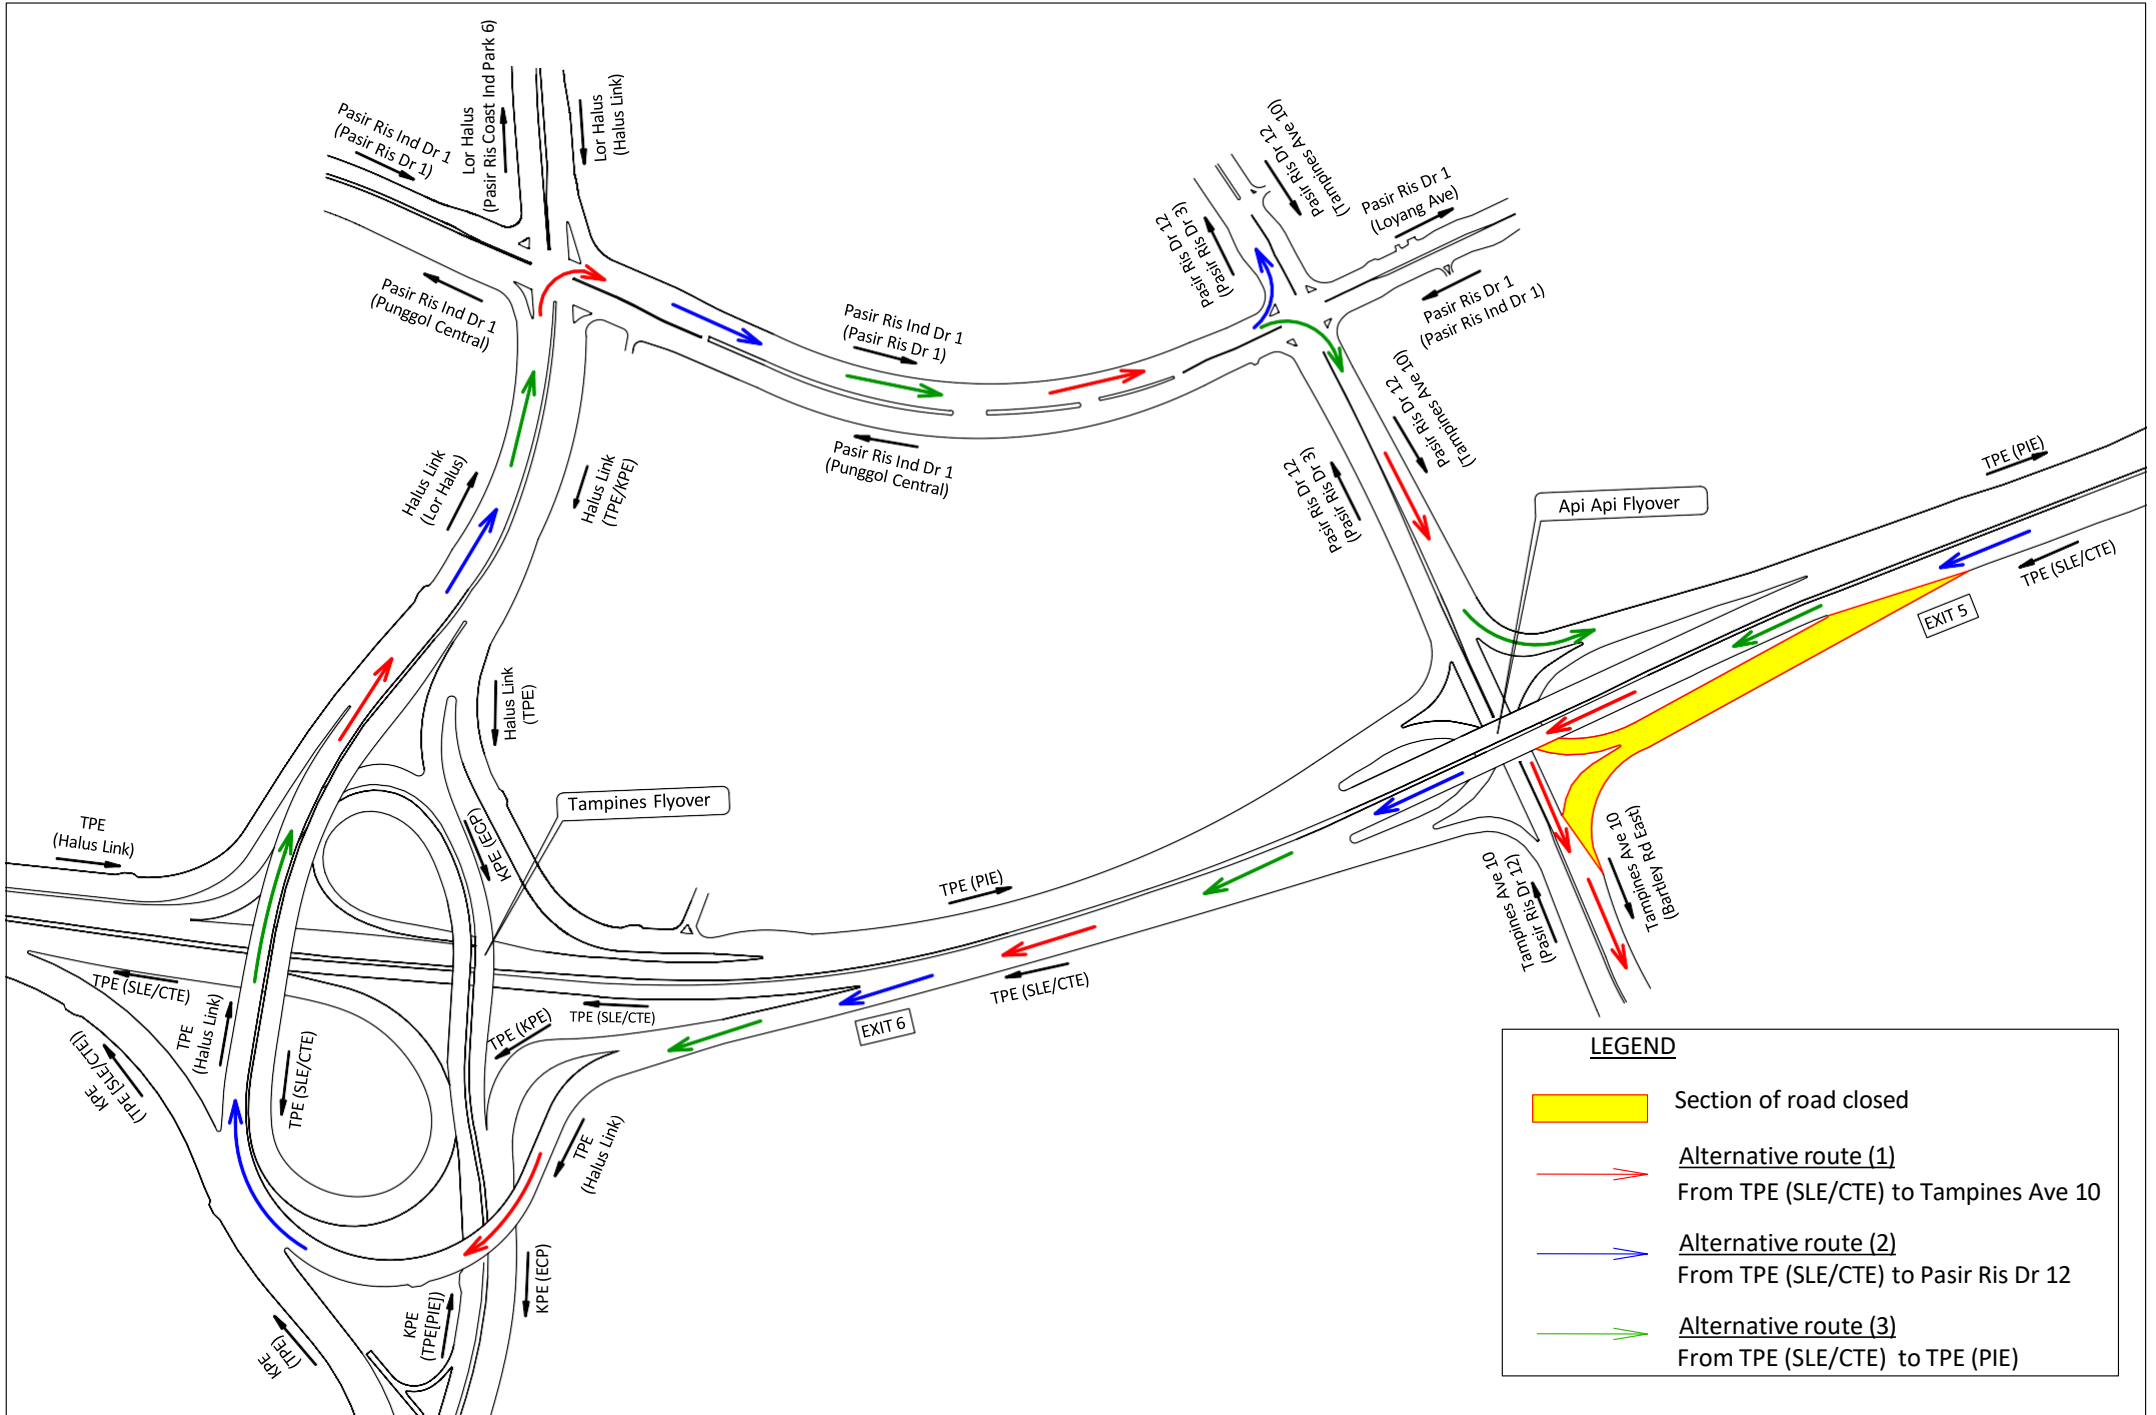 Pasir Ris Ind Dr 1
(Pasir Ris Dr 1)
Lor Halus
(Pasir Ris Coast Ind Park 6)
Lor Halus
(Halus Link)
Pasir Ris Ind Dr 1
(Punggol Central)
Pasir Ris Ind Dr 1
(Pasir Ris Dr 1)
Pasir Ris Ind Dr 1
(Punggol Central)
Pasir Ris Dr 12
(Pasir Ris Dr 3)
Pasir Ris Dr 12
(Tampines Ave 10)
Pasir Ris Dr 1
(Loyang Ave)
Pasir Ris Dr 1
(Pasir Ris Ind Dr 1)
Pasir Ris Dr 12
(Tampines Ave 10)
Pasir Ris Dr 12
(Pasir Ris Dr 3)
Halus Link
(Lor Halus)
Halus Link
(TPE/KPE)
Api Api Flyover
TPE (PIE)
TPE (SLE/CTE)
EXIT 5
Halus Link
(TPE)
Tampines Flyover
KPE (ECP)
TPE
(Halus Link)
TPE (PIE)
Tampines Ave 10
(Bartley Rd East)
Tampines Ave 10
(Pasir Ris Dr 12)
TPE (SLE/CTE)
TPE (SLE/CTE)
TPE (SLE/CTE)
EXIT 6
TPE (KPE)
TPE
(Halus Link)
TPE (SLE/CTE)
KPE
(TPE[SLE/CTE])
TPE
(Halus Link)
KPE (ECP)
KPE
(TPE[PIE])
KPE
(TPE)
LEGEND
Section of road closed
Alternative route (1)
From TPE (SLE/CTE) to Tampines Ave 10
Alternative route (2)
From TPE (SLE/CTE) to Pasir Ris Dr 12
Alternative route (3)
From TPE (SLE/CTE)  to TPE (PIE)